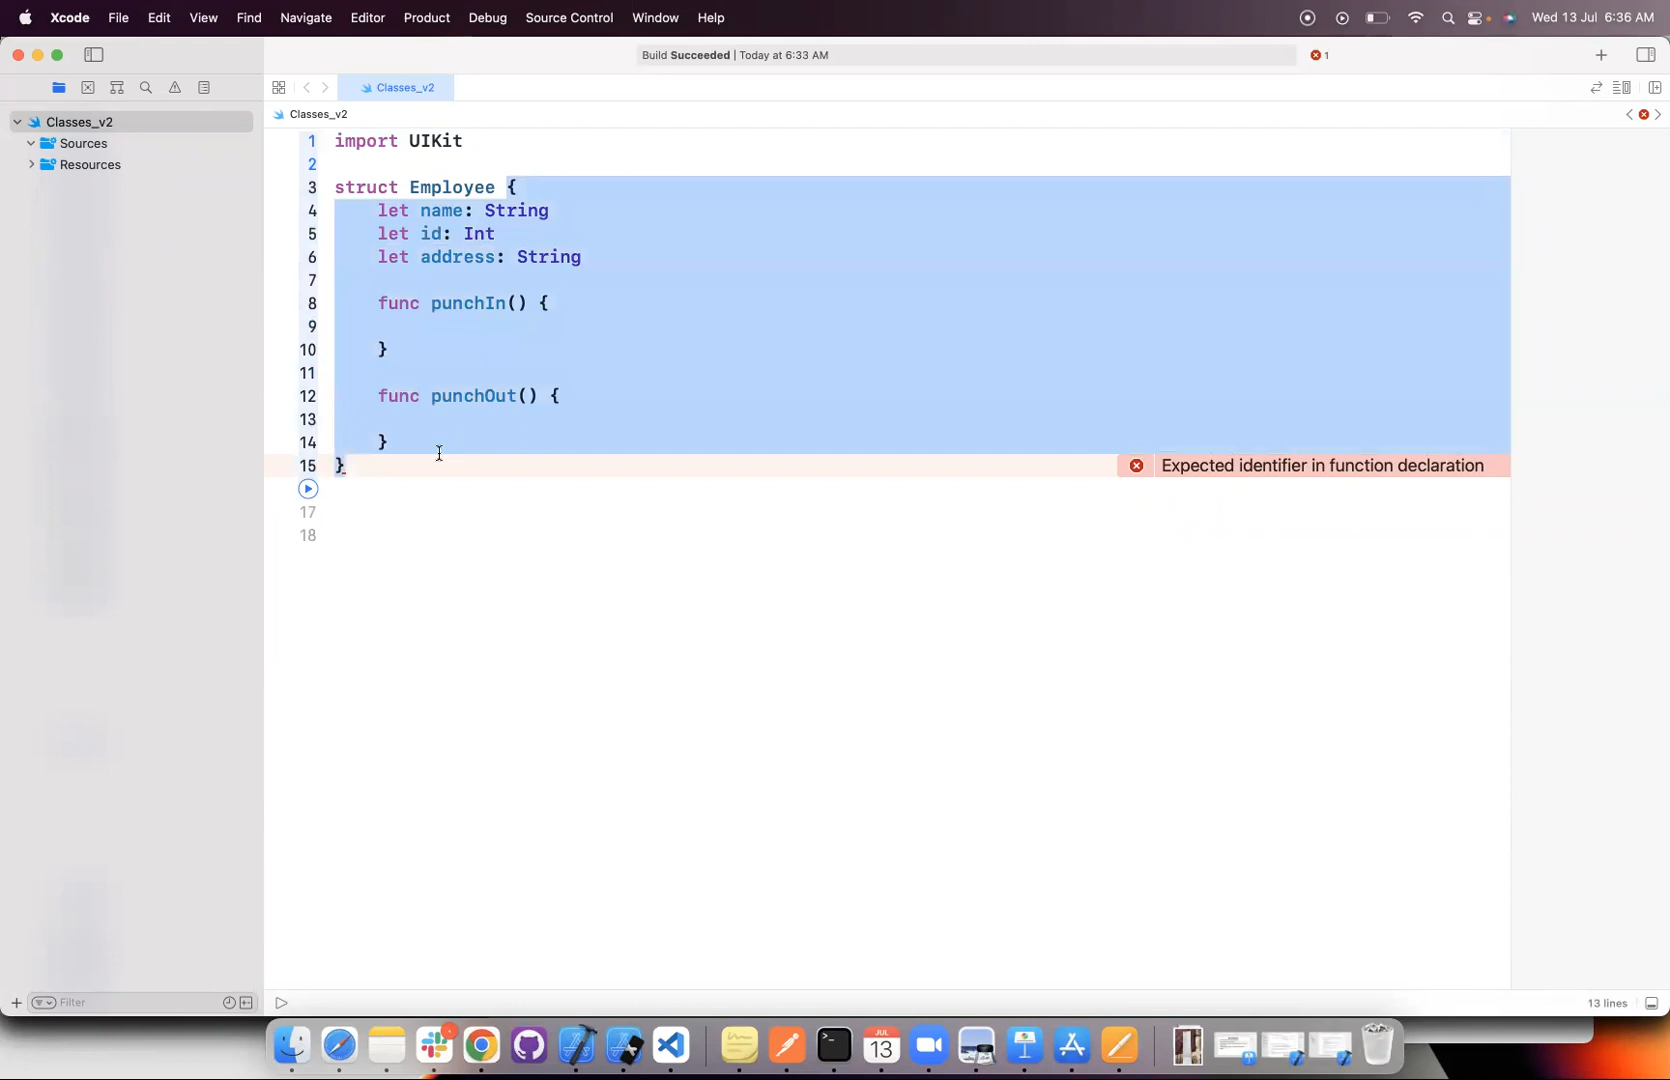 Xcode File Edit View Find Navigate Editor Product Debug Source Control Window Help Wed 13 Jul 6:36 AM
Build Succeeded | Today at 6:33 AM 1
Classes_v2
Classes_v2
Classes_v2
Sources
Resources
1 import UIKit
2
3 struct Employee {
4 let name: String
5 let id: Int
6 let address: String
7
8 func punchIn() {
9
10 }
11
12 func punchOut() {
13
14 }
15 } Expected identifier in function declaration
17
18
Filter 13 lines
JUL
13